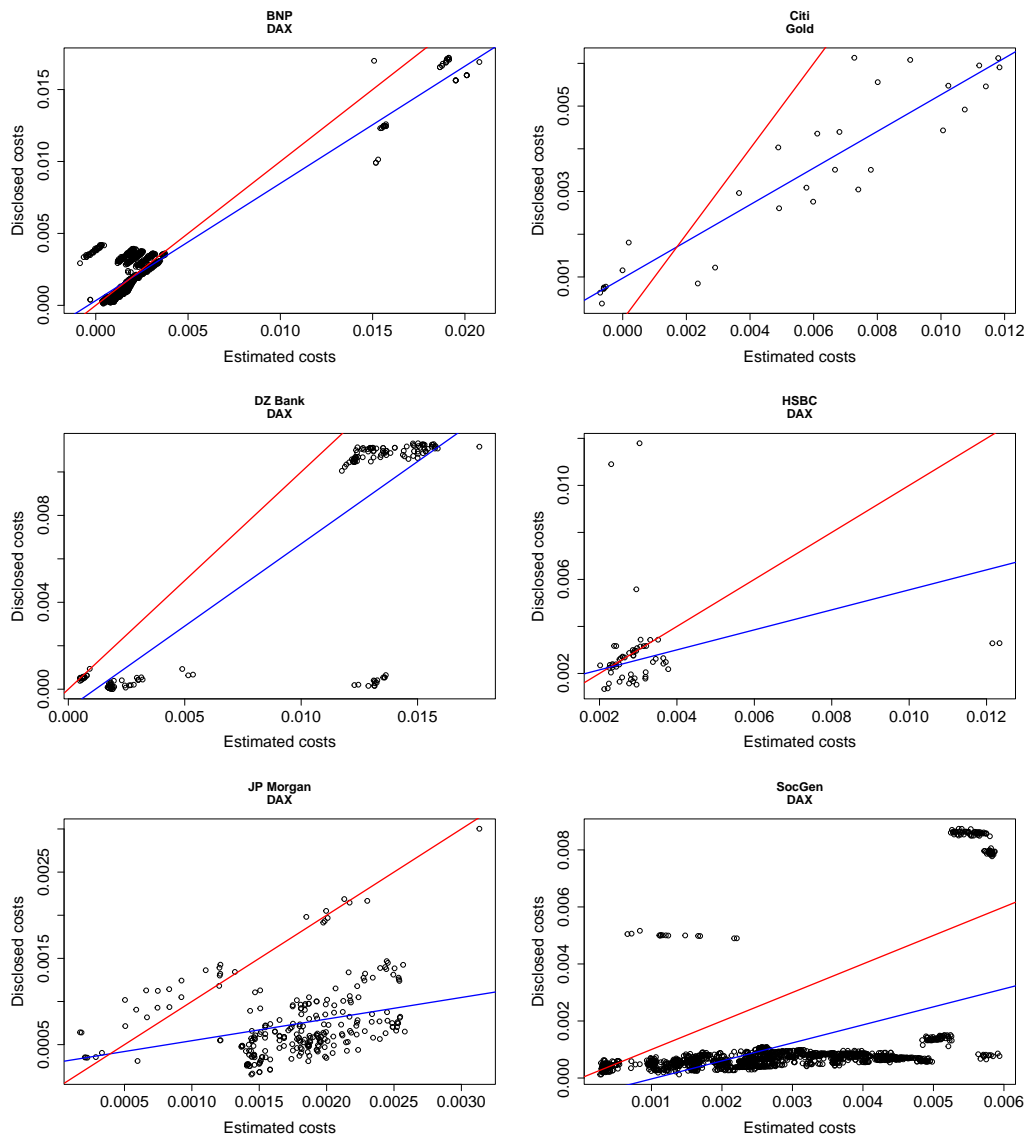 BNP
DAX
Disclosed costs
0.000 0.005 0.010 0.015
0.000 0.005 0.010 0.015 0.020
Estimated costs
Citi
Gold
Disclosed costs
0.001 0.003 0.005
0.000 0.002 0.004 0.006 0.008 0.010 0.012
Estimated costs
DZ Bank
DAX
Disclosed costs
0.000 0.004 0.008
0.000 0.005 0.010 0.015
Estimated costs
HSBC
DAX
Disclosed costs
0.002 0.006 0.010
0.002 0.004 0.006 0.008 0.010 0.012
Estimated costs
JP Morgan
DAX
Disclosed costs
0.0005 0.0015 0.0025
0.0005 0.0010 0.0015 0.0020 0.0025 0.0030
Estimated costs
SocGen
DAX
Disclosed costs
0.000 0.002 0.004 0.006 0.008
0.001 0.002 0.003 0.004 0.005 0.006
Estimated costs